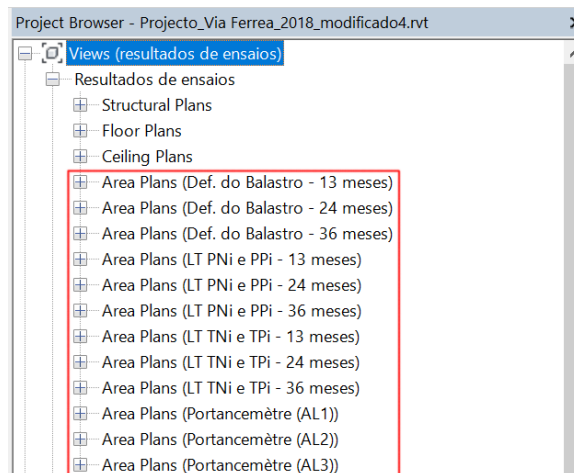 Project Browser - Projecto_Via Ferrea_2018_modificado4.rvt
Views (resultados de ensaios)
Resultados de ensaios
Structural Plans
Floor Plans
Ceiling Plans
Area Plans (Def. do Balastro - 13 meses)
Area Plans (Def. do Balastro - 24 meses)
Area Plans (Def. do Balastro - 36 meses)
Area Plans (LT PNi e PPi - 13 meses)
Area Plans (LT PNi e PPi - 24 meses)
Area Plans (LT PNi e PPi - 36 meses)
Area Plans (LT TNi e TPi - 13 meses)
Area Plans (LT TNi e TPi - 24 meses)
Area Plans (LT TNi e TPi - 36 meses)
Area Plans (Portancemètre (AL1))
Area Plans (Portancemètre (AL2))
Area Plans (Portancemètre (AL3))